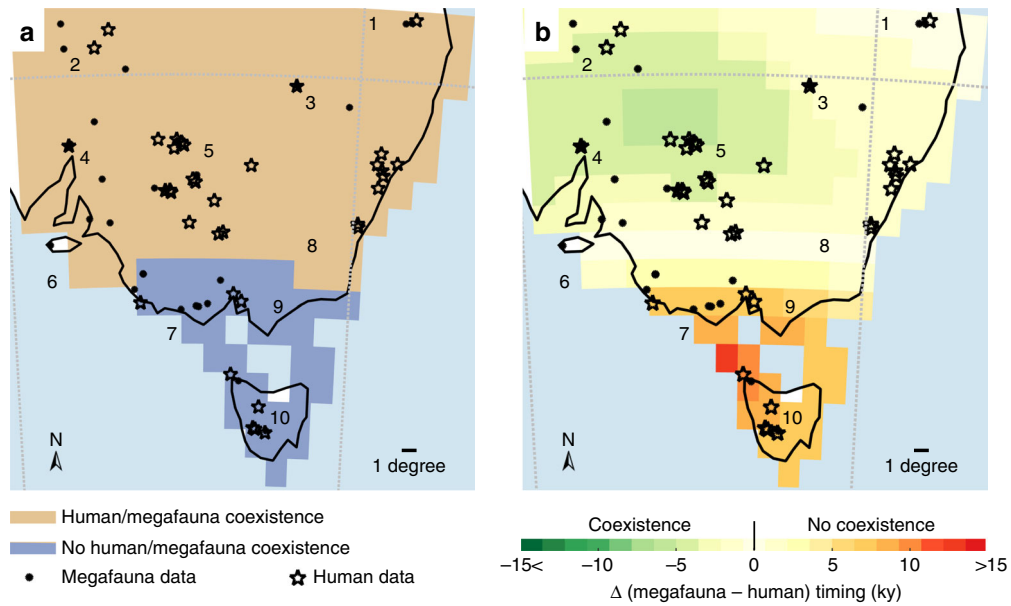 a
1
2
3
4
5
6
7
8
9
10
N
1 degree
Human/megafauna coexistence
No human/megafauna coexistence
Megafauna data
Human data
b
1
2
3
4
5
6
7
8
9
10
N
1 degree
Coexistence
No coexistence
−15<
−10
−5
0
5
10
>15
Δ (megafauna – human) timing (ky)